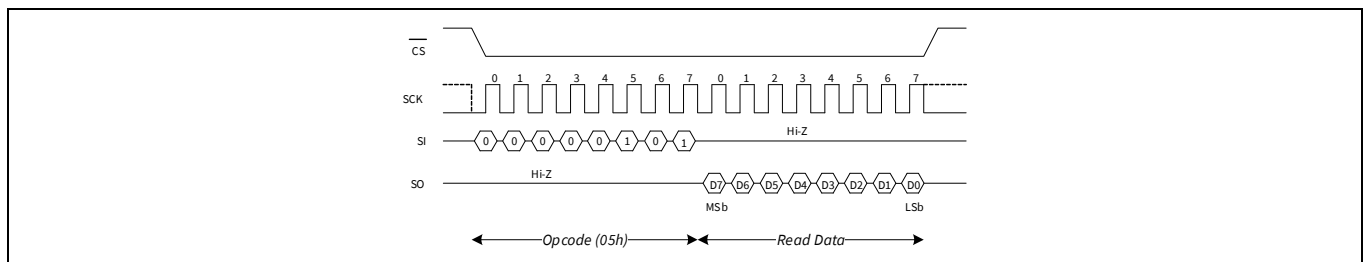 CS
0 1 2 3 4 5 6 7 0 1 2 3 4 5 6 7
SCK
Hi-Z
SI 0 0 0 0 0 1 0 1
Hi-Z
SO D7 D6 D5 D4 D3 D2 D1 D0
MSb LSb
Opcode (05h) Read Data